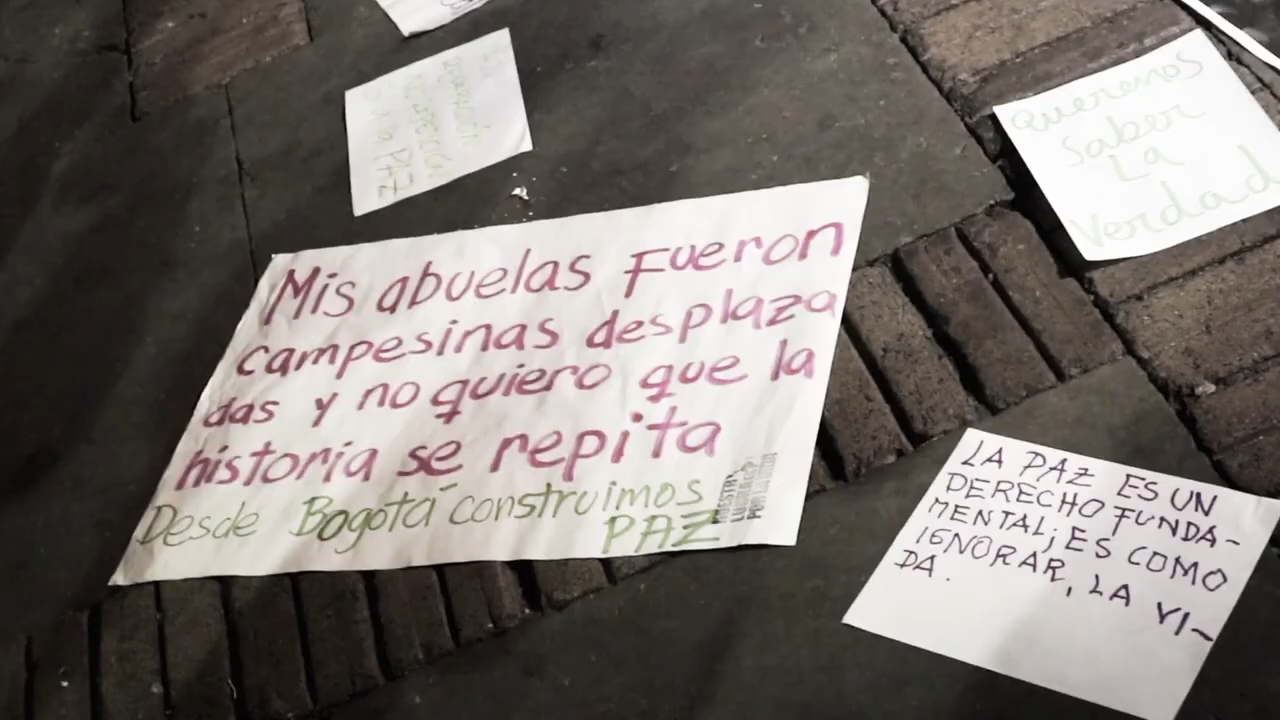 Mis abuelas Fueron
campesinas desplaza
das y no quiero que la
historia se repita
Desde Bogotá construimos
PAZ
queremos
Saber
La
Verdad
LA PAZ ES UN
DERECHO FUNDA-
MENTAL; ES COMO
IGNORAR, LA VI-
DA.
PAZ